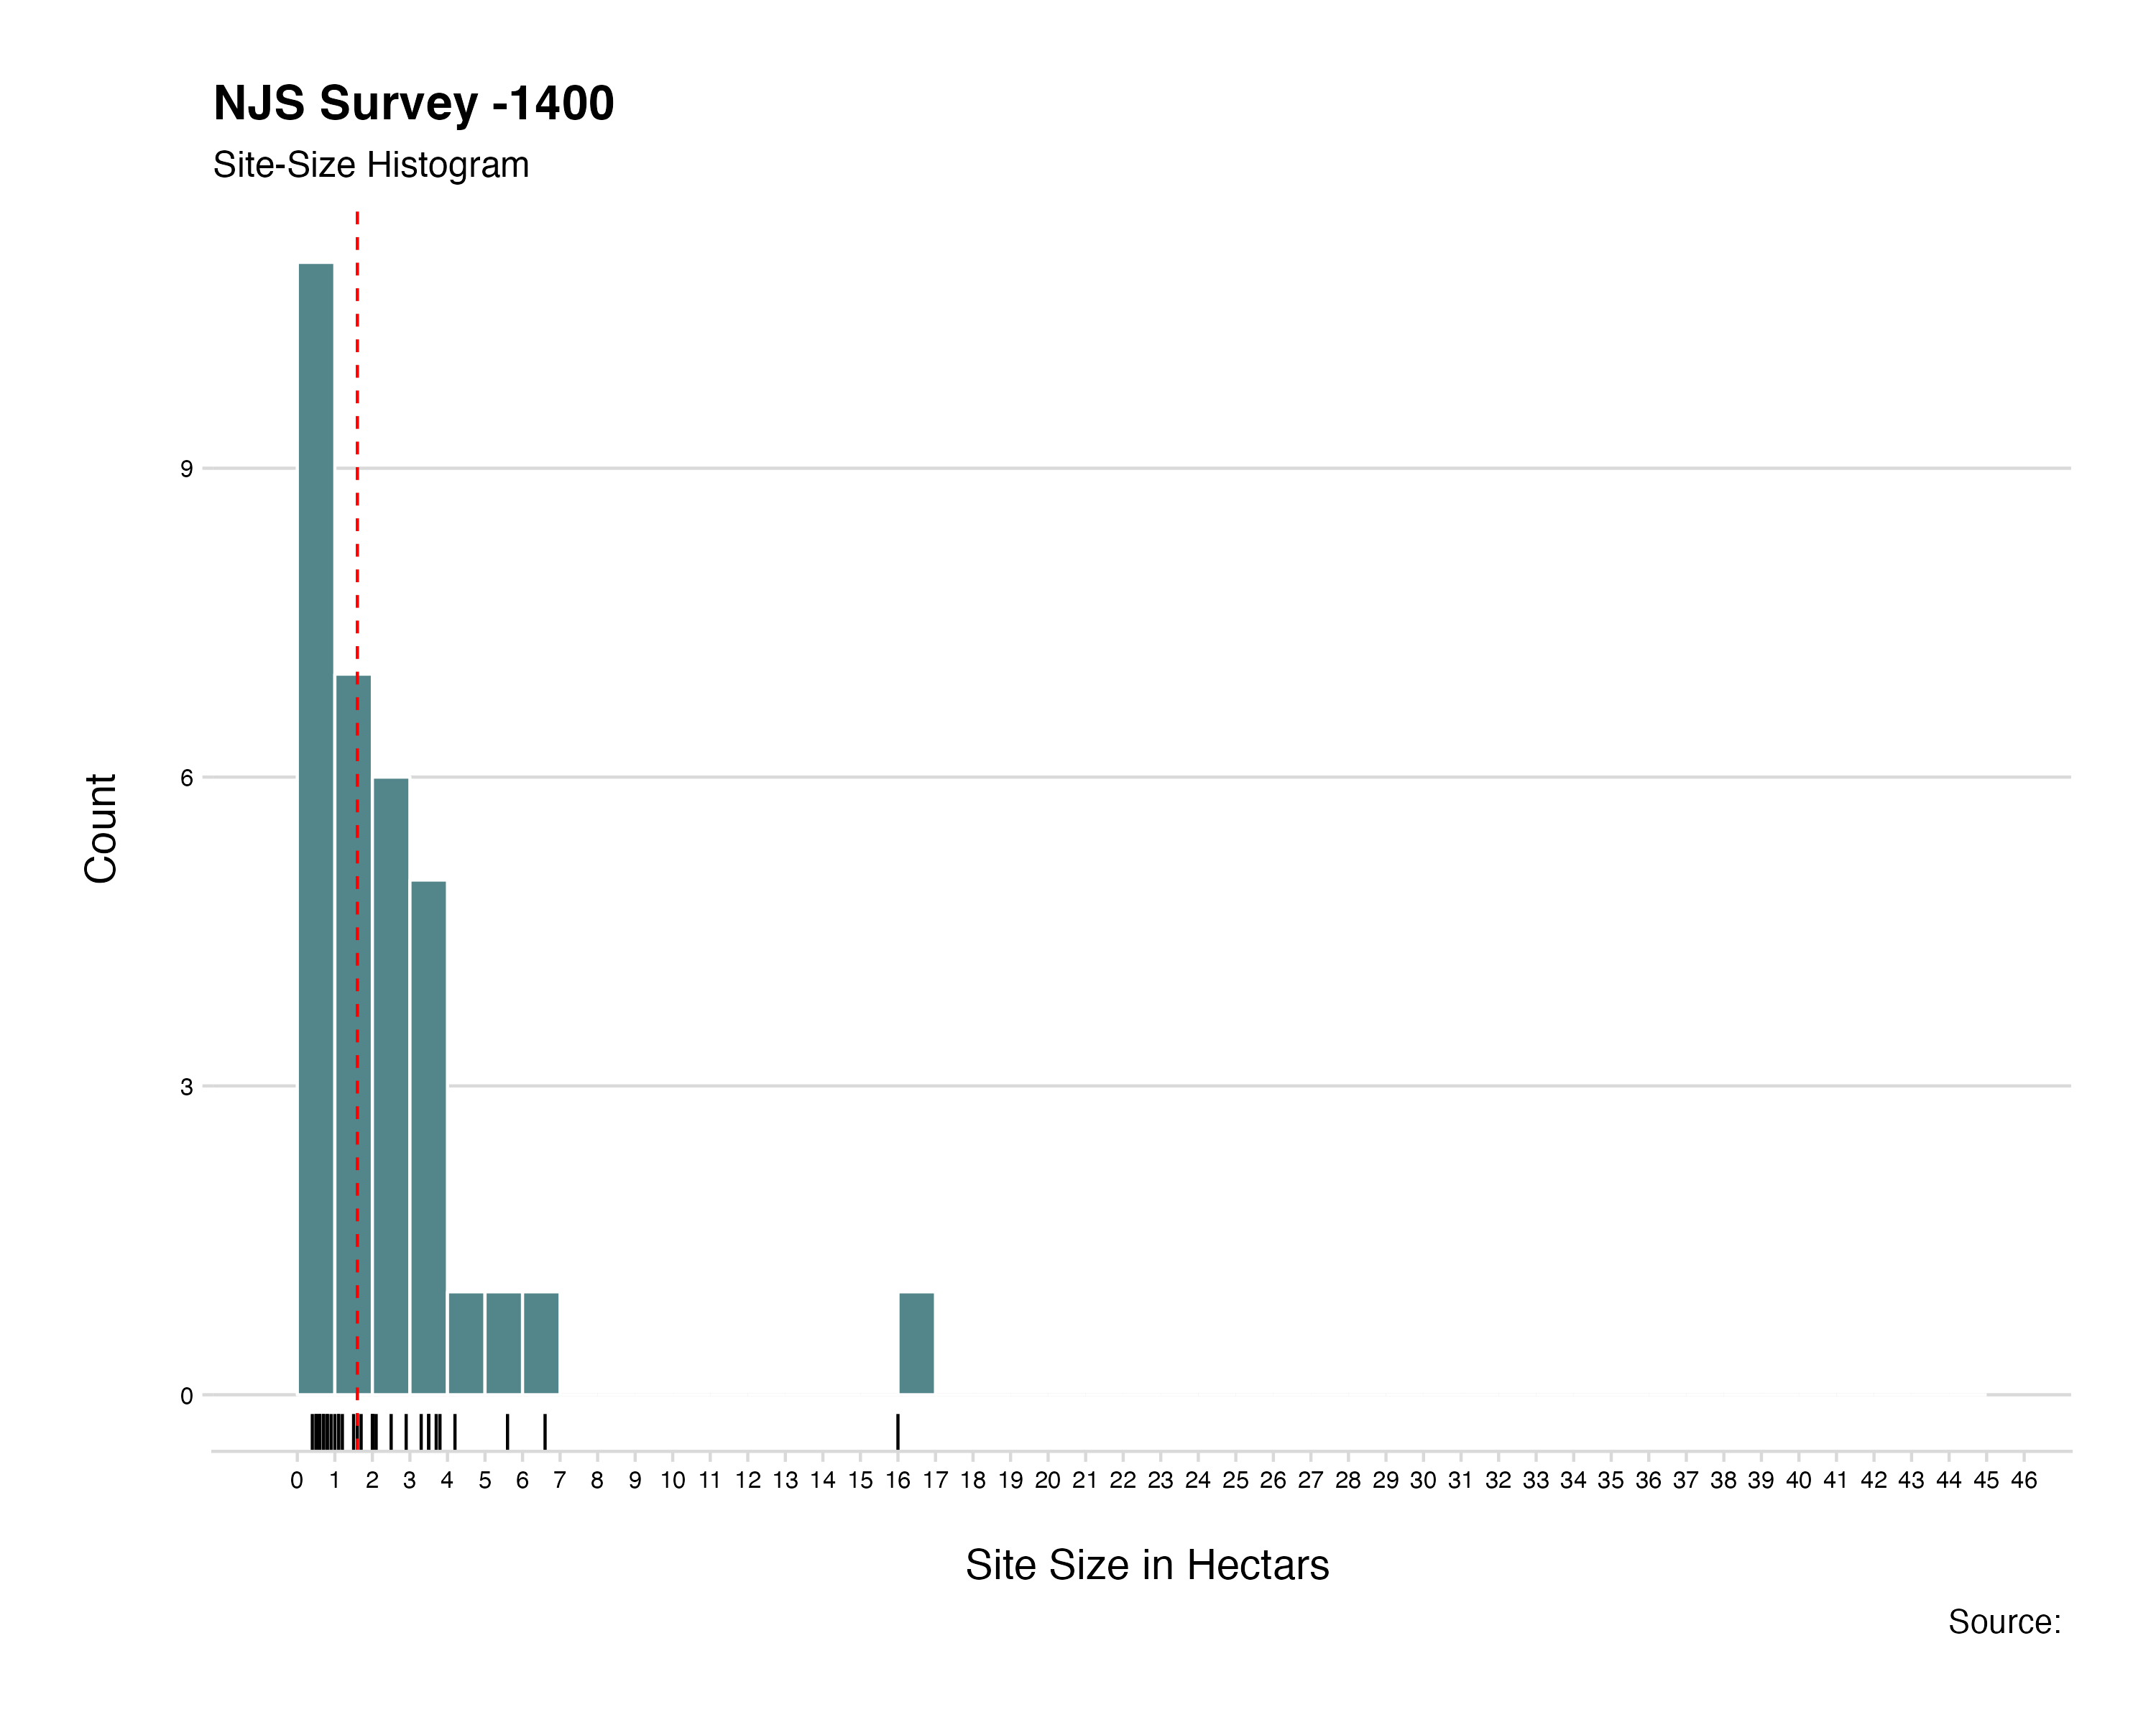 NJS Survey -1400
Site-Size Histogram
Count
9
6
3
0
0 1 2 3 4 5 6 7 8 9 10 11 12 13 14 15 16 17 18 19 20 21 22 23 24 25 26 27 28 29 30 31 32 33 34 35 36 37 38 39 40 41 42 43 44 45 46
Site Size in Hectars
Source: